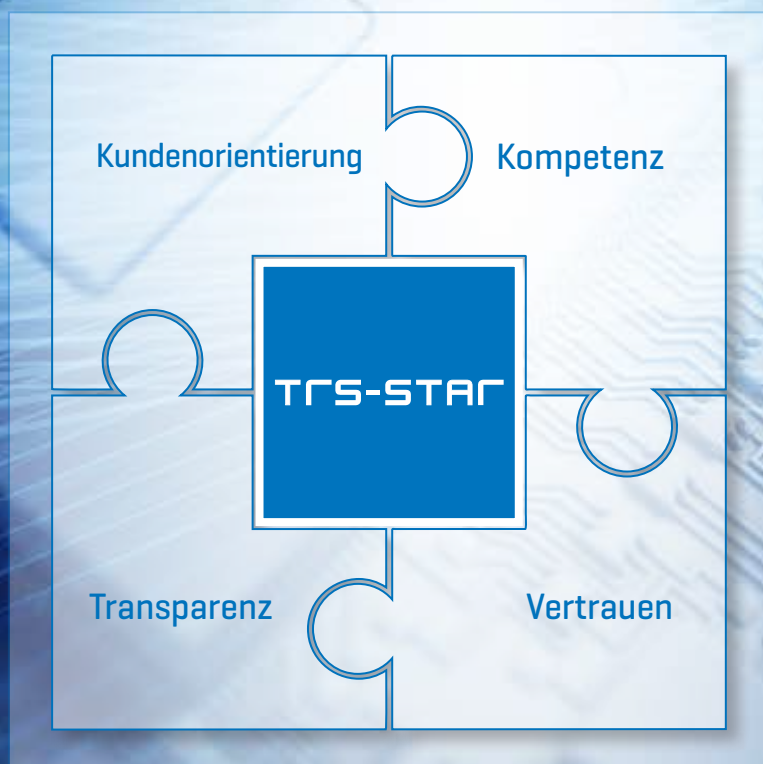 Kundenorientierung
Kompetenz
TrS-STAr
Transparenz
Vertrauen